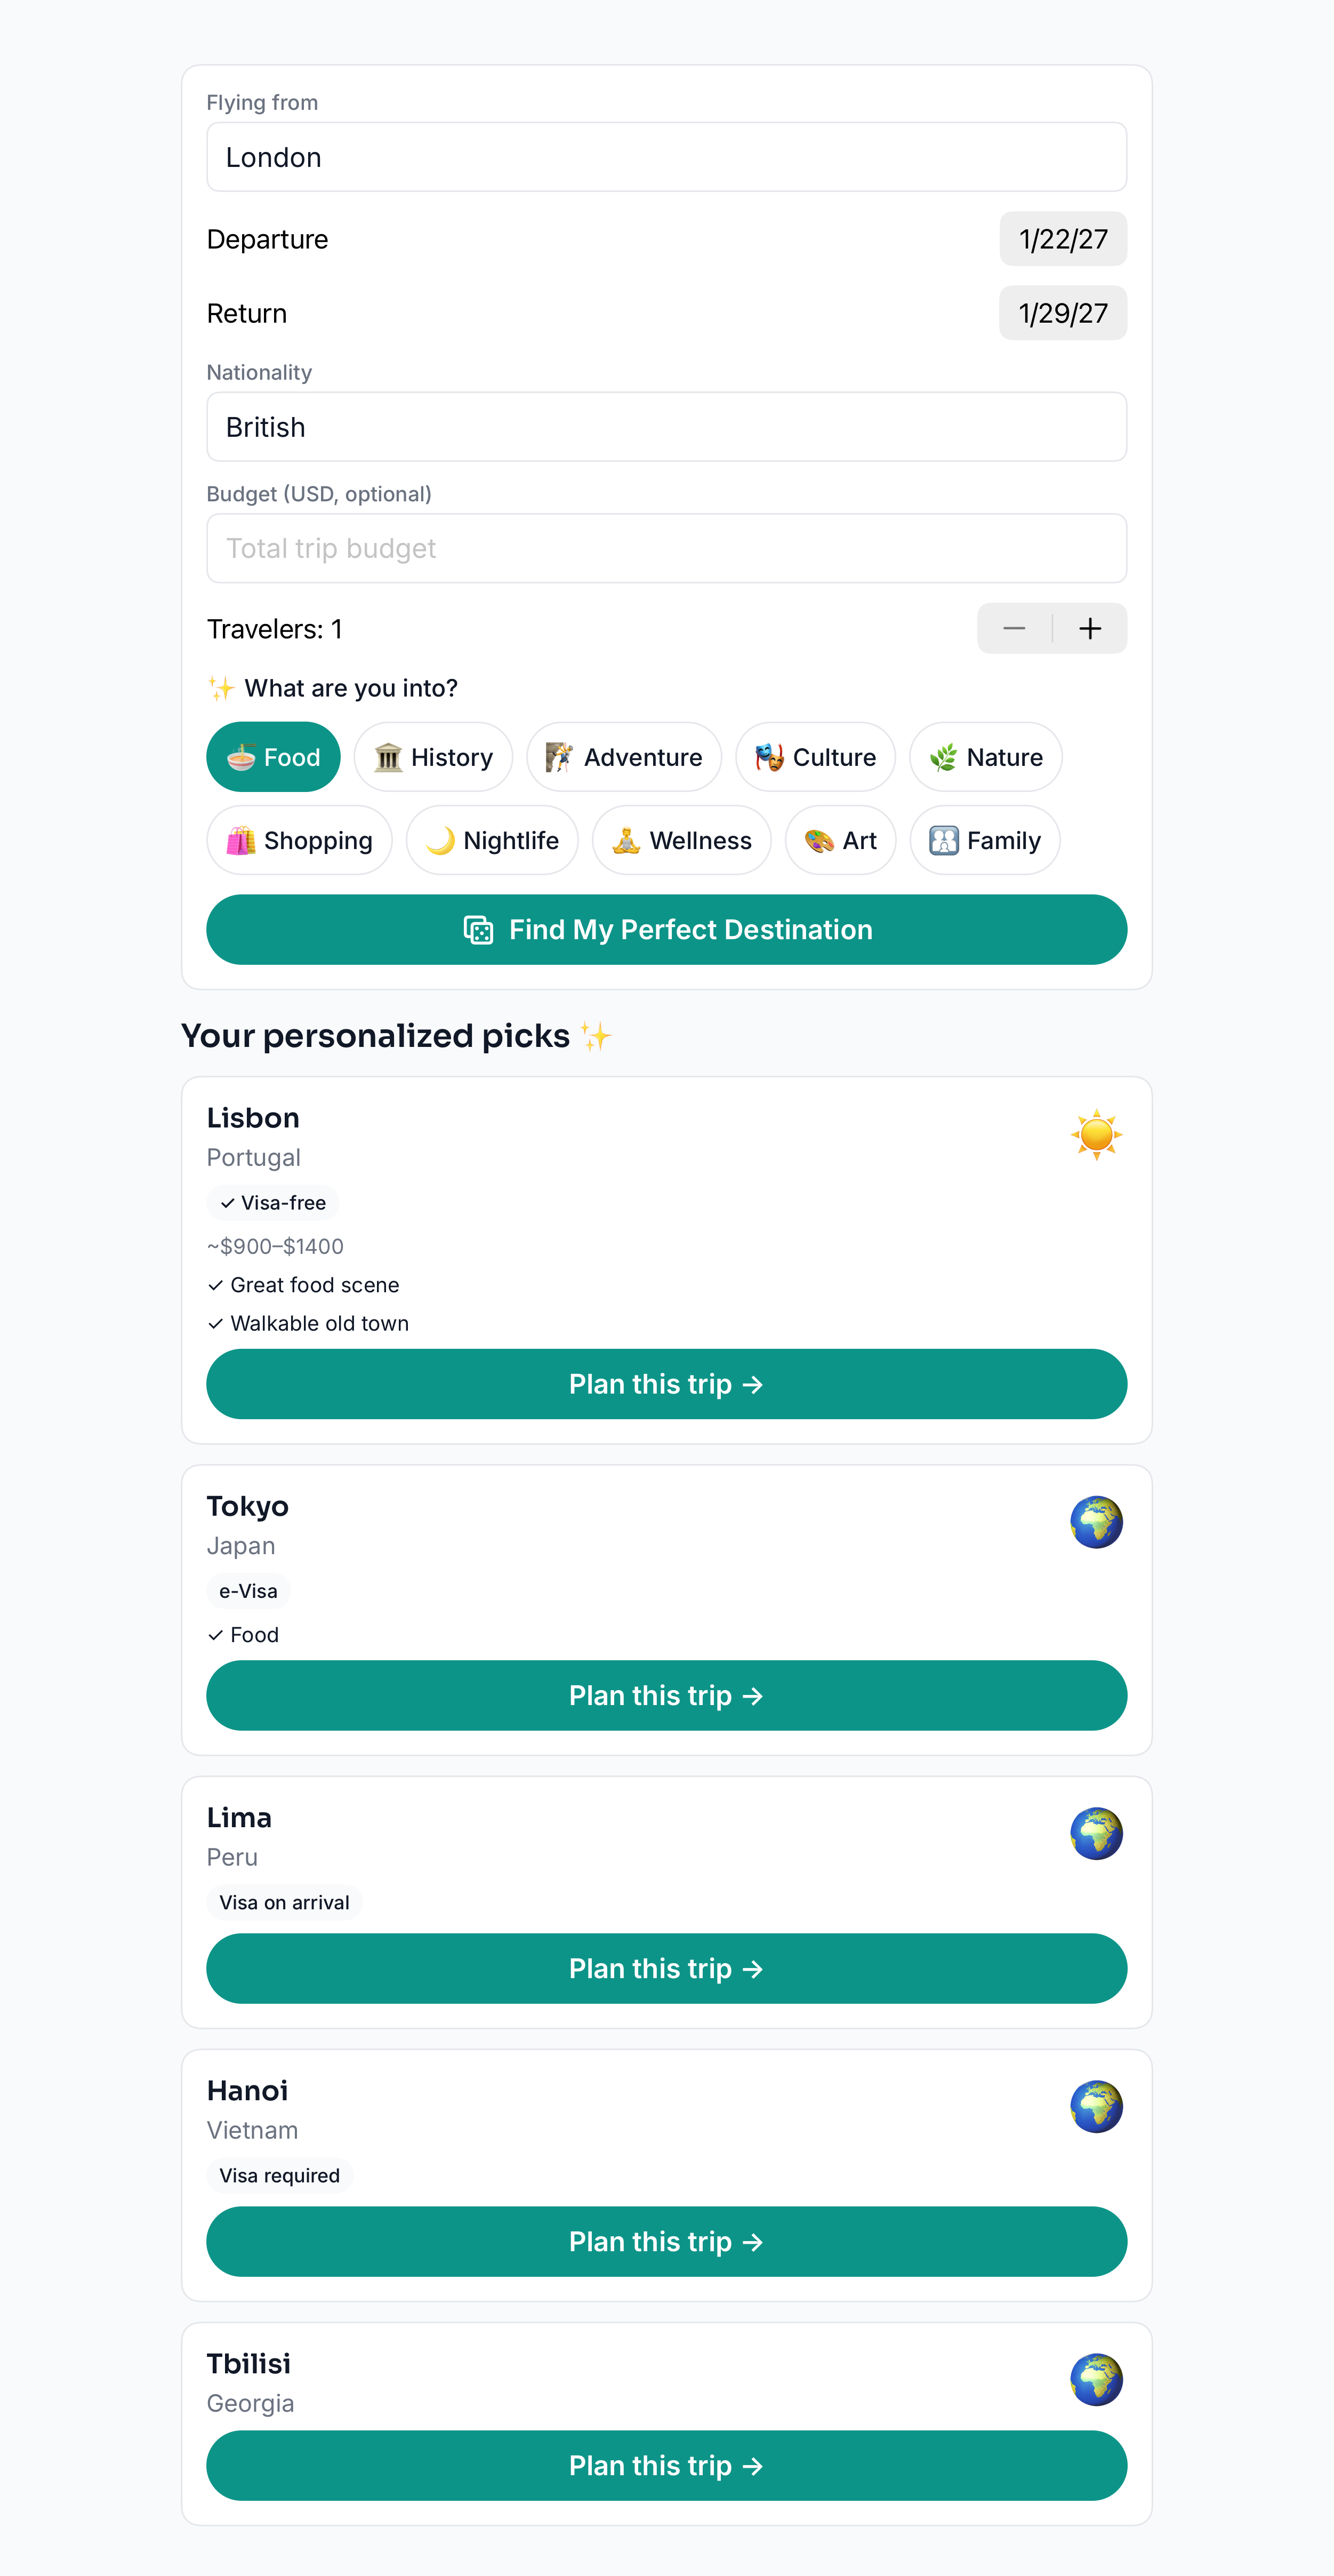 Flying from
London
Departure 1/22/27
Return 1/29/27
Nationality
British
Budget (USD, optional)
Total trip budget
Travelers: 1
✨ What are you into?
🍜 Food 🏛️ History 🧗 Adventure 🎭 Culture 🌿 Nature
🛍️ Shopping 🌙 Nightlife 🧘 Wellness 🎨 Art 👨‍👩‍👧‍👦 Family
Find My Perfect Destination
Your personalized picks ✨
Lisbon
Portugal
✓ Visa-free
~$900–$1400
✓ Great food scene
✓ Walkable old town
Plan this trip →
Tokyo
Japan
e-Visa
✓ Food
Plan this trip →
Lima
Peru
Visa on arrival
Plan this trip →
Hanoi
Vietnam
Visa required
Plan this trip →
Tbilisi
Georgia
Plan this trip →